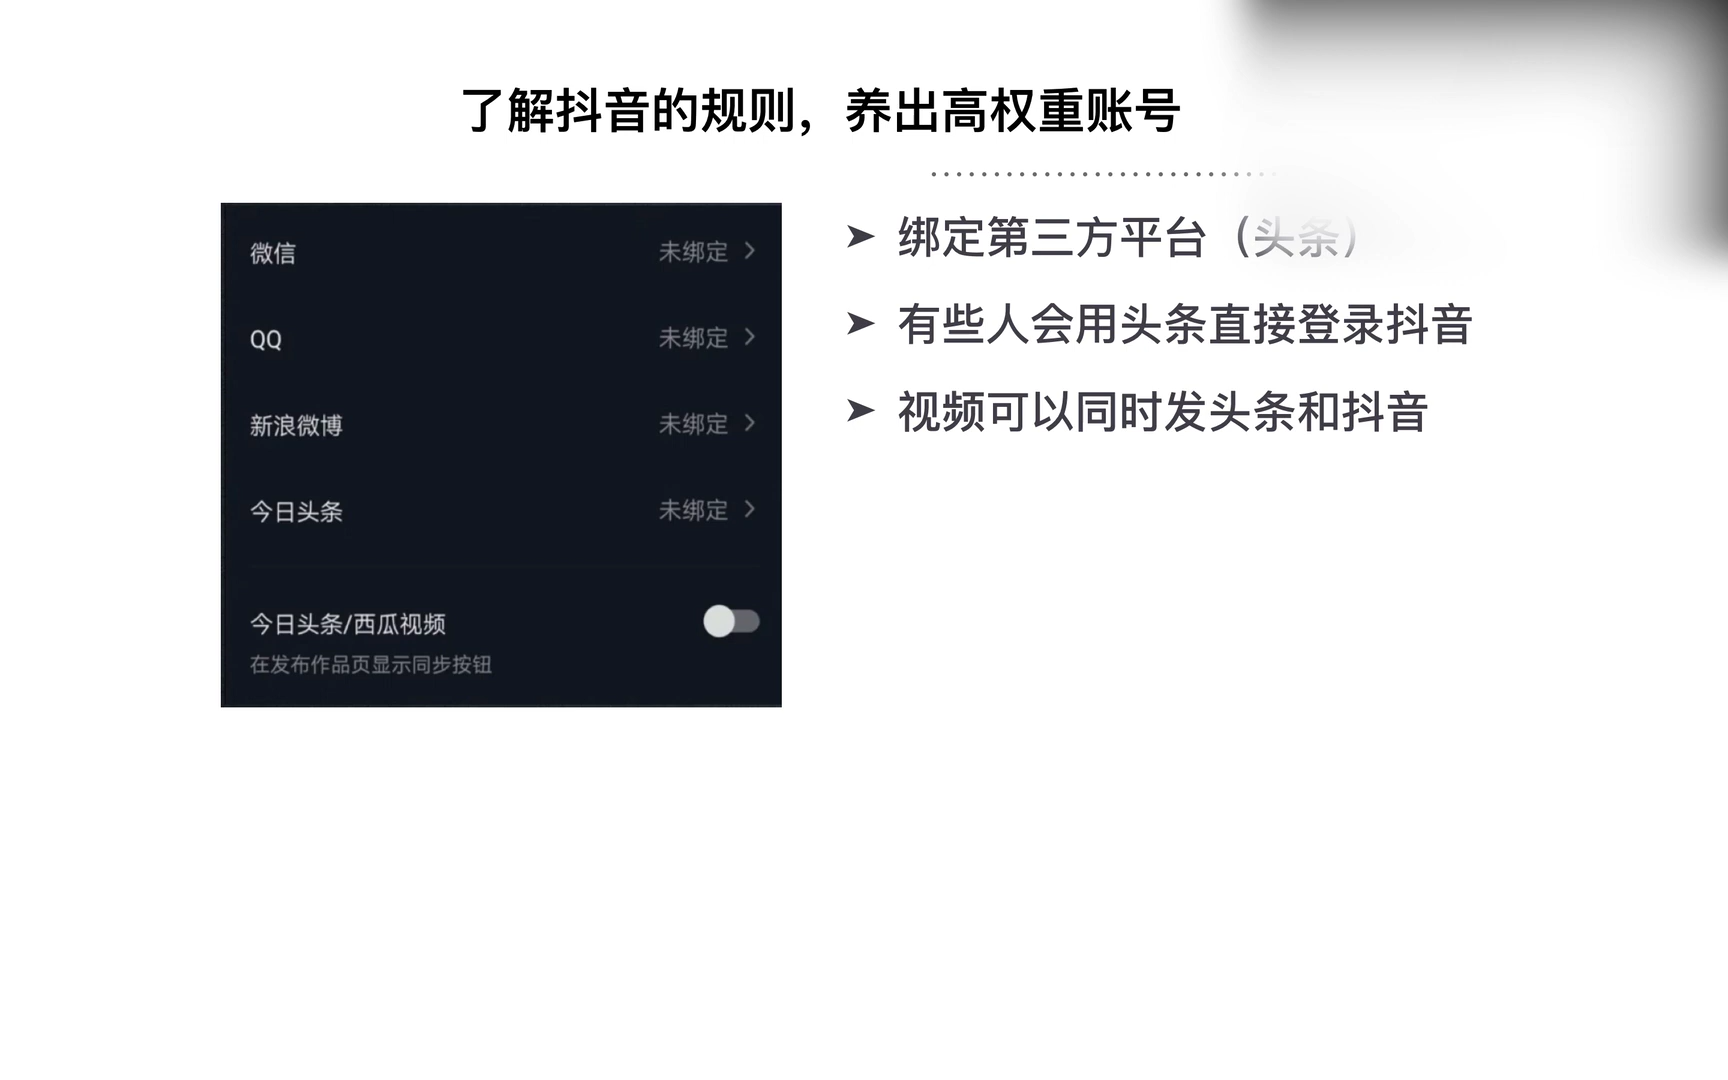 了解抖音的规则，养出高权重账号
微信 未绑定
QQ 未绑定
新浪微博 未绑定
今日头条 未绑定
今日头条/西瓜视频
在发布作品页显示同步按钮
➤ 绑定第三方平台（头条）
➤ 有些人会用头条直接登录抖音
➤ 视频可以同时发头条和抖音